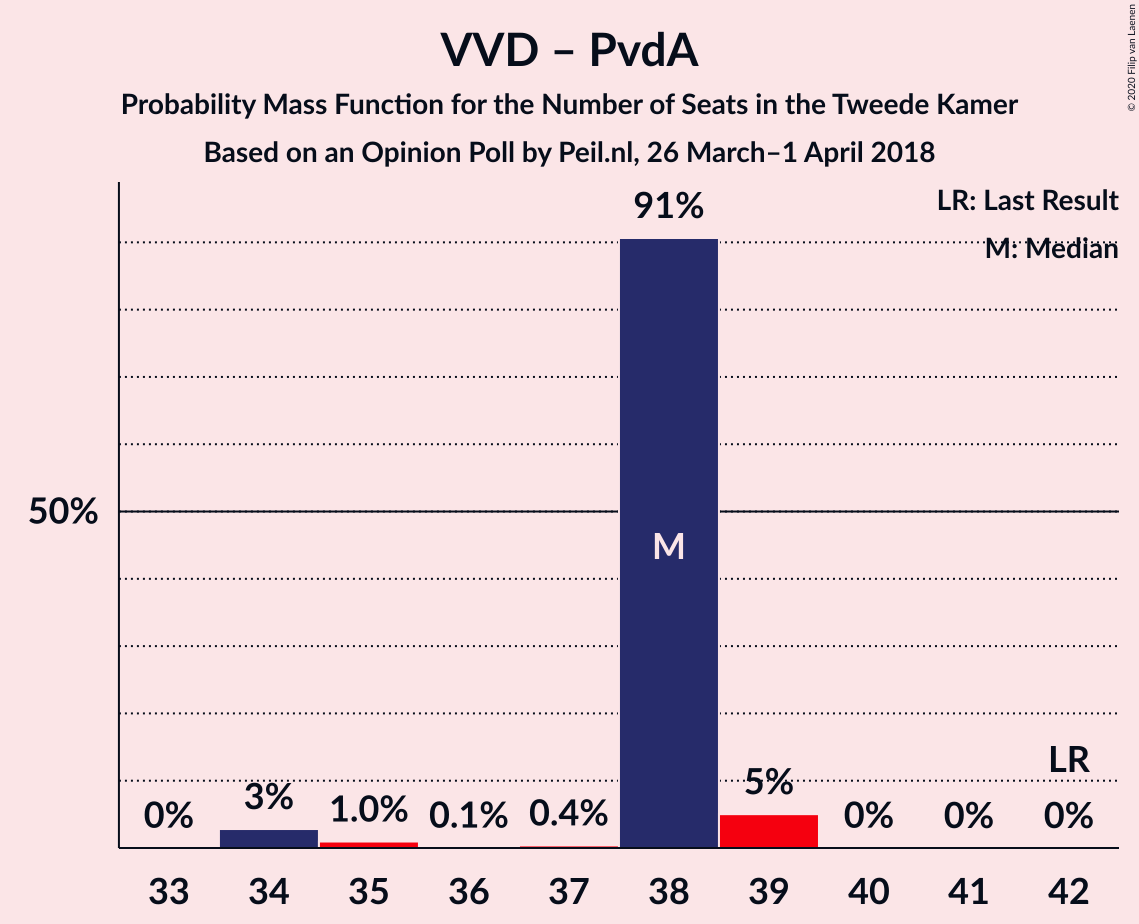 VVD – PvdA
Probability Mass Function for the Number of Seats in the Tweede Kamer
Based on an Opinion Poll by Peil.nl, 26 March–1 April 2018
© 2020 Filip van Laenen
LR: Last Result
M: Median
91%
50%
M
LR
0% 3% 1.0% 0.1% 0.4% 5% 0% 0% 0%
33 34 35 36 37 38 39 40 41 42